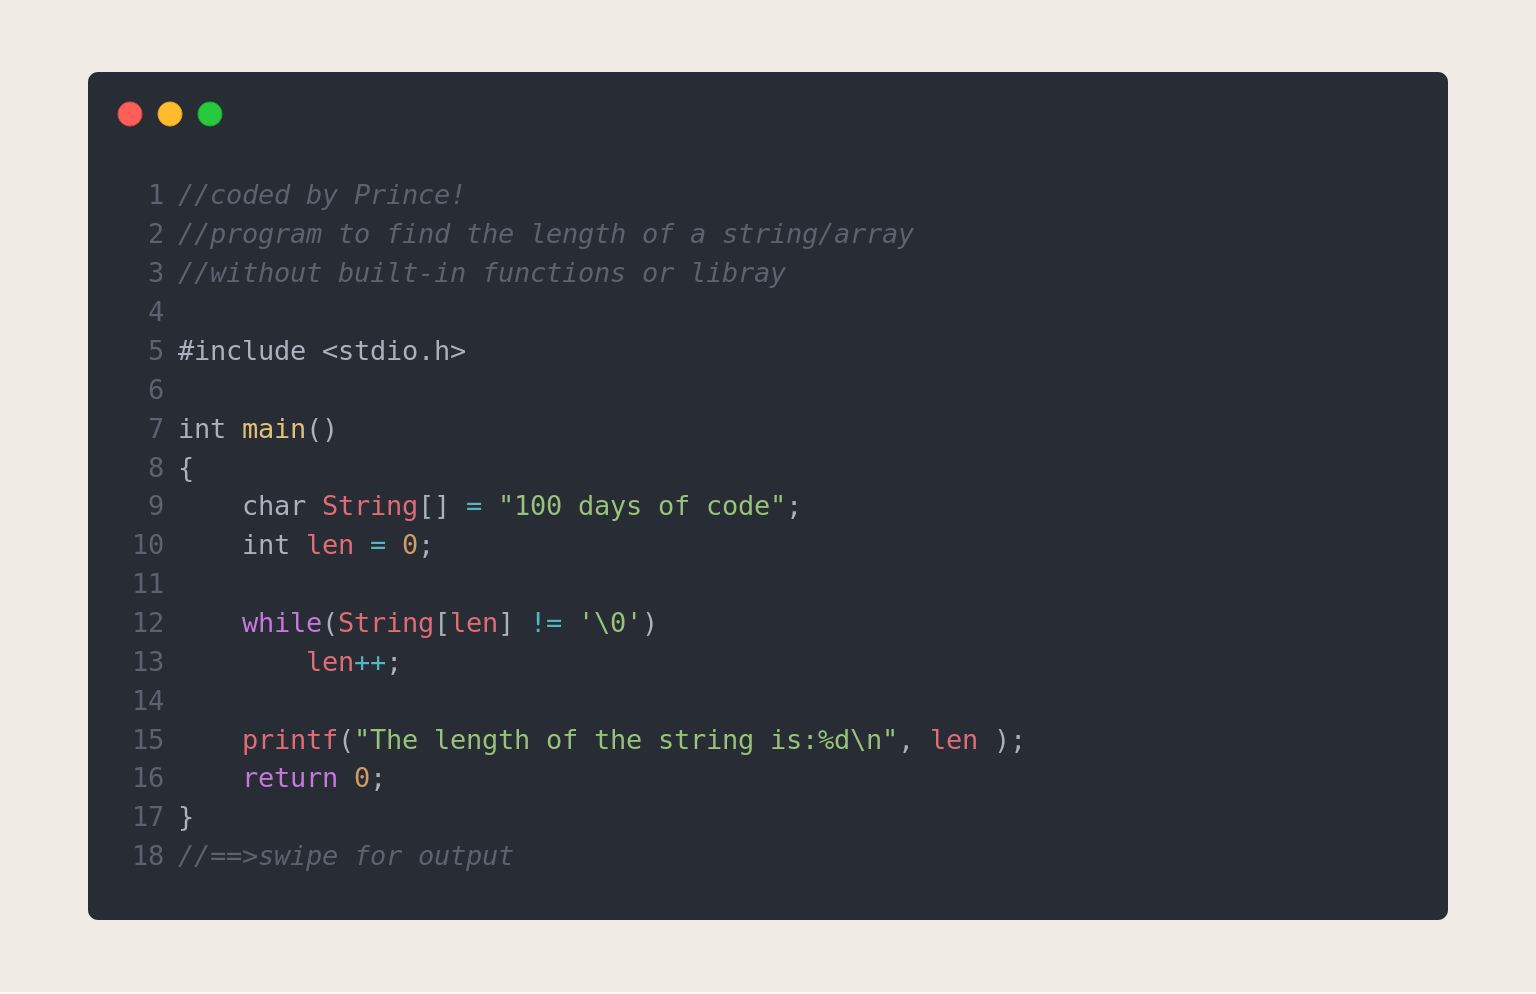 1 //coded by Prince!
2 //program to find the length of a string/array
3 //without built-in functions or libray
4
5 #include <stdio.h>
6
7 int main()
8 {
9     char String[] = "100 days of code";
10     int len = 0;
11
12     while(String[len] != '\0')
13         len++;
14
15     printf("The length of the string is:%d\n", len );
16     return 0;
17 }
18 //==>swipe for output